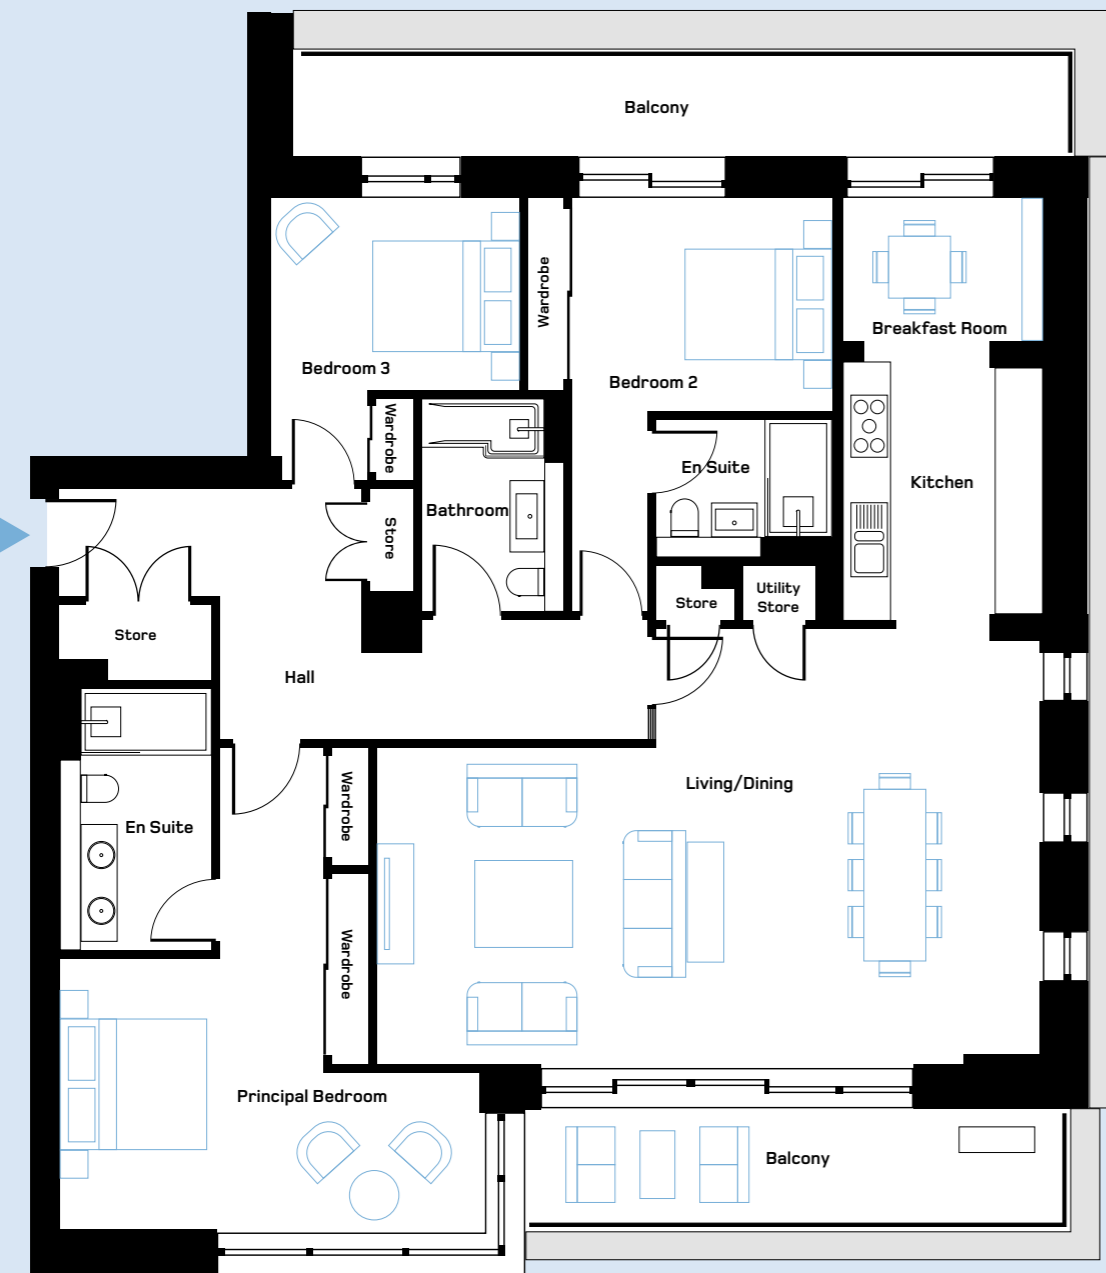 Balcony
Wardrobe
Breakfast Room
Bedroom 3
Bedroom 2
Wardrobe
En Suite
Kitchen
Bathroom
Store
Utility
Store
Store
Store
Hall
Living/Dining
Wardrobe
En Suite
Wardrobe
Principal Bedroom
Balcony